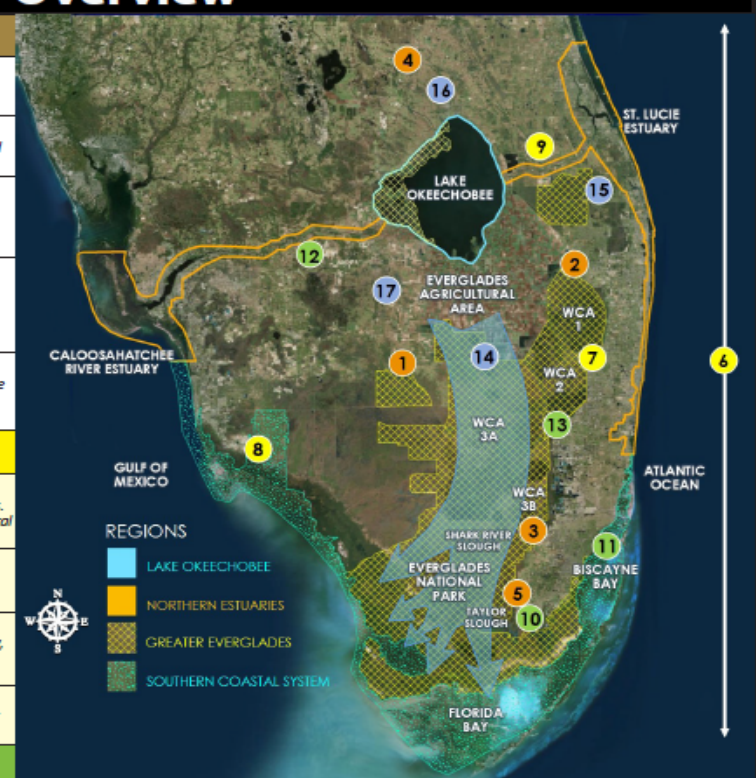 Overview
4
16
ST. LUCIE
ESTUARY
9
LAKE
OKEECHOBEE
15
12
2
EVERGLADES
AGRICULTURAL
AREA
17
WCA
1
CALOOSAHATCHEE
RIVER ESTUARY
1
14
7
6
WCA
2
WCA
3A
13
8
GULF OF
MEXICO
ATLANTIC
OCEAN
WCA
3B
3
SHARK RIVER
SLOUGH
11
BISCAYNE
BAY
EVERGLADES
NATIONAL
PARK
5
TAYLOR
SLOUGH
10
REGIONS
LAKE OKEECHOBEE
NORTHERN ESTUARIES
GREATER EVERGLADES
SOUTHERN COASTAL SYSTEM
N
W
E
S
FLORIDA
BAY